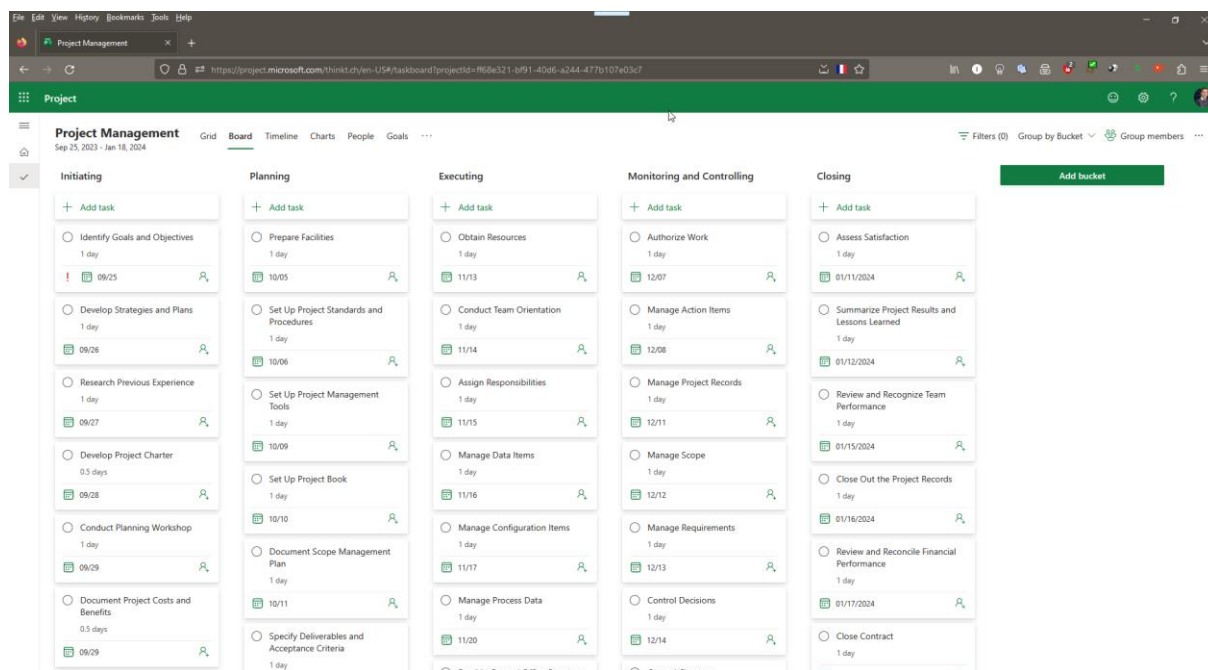 File Edit View History Bookmarks Tools Help
Project Management
https://project.microsoft.com/thinkt.ch/en-US#/taskboard?projectId=ff68e321-bf91-40d6-a244-477b107e03c7
Project
Project Management
Grid Board Timeline Charts People Goals ...
Sep 25, 2023 - Jan 18, 2024
Filters (0) Group by Bucket Group members ...
Initiating
Add task
Identify Goals and Objectives
1 day
09/25
Develop Strategies and Plans
1 day
09/26
Research Previous Experience
1 day
09/27
Develop Project Charter
0.5 days
09/28
Conduct Planning Workshop
1 day
09/29
Document Project Costs and
Benefits
0.5 days
09/29
Planning
Add task
Prepare Facilities
1 day
10/05
Set Up Project Standards and
Procedures
1 day
10/06
Set Up Project Management
Tools
1 day
10/09
Set Up Project Book
1 day
10/10
Document Scope Management
Plan
1 day
10/11
Specify Deliverables and
Acceptance Criteria
1 day
Executing
Add task
Obtain Resources
1 day
11/13
Conduct Team Orientation
1 day
11/14
Assign Responsibilities
1 day
11/15
Manage Data Items
1 day
11/16
Manage Configuration Items
1 day
11/17
Manage Process Data
1 day
11/20
Monitoring and Controlling
Add task
Authorize Work
1 day
12/07
Manage Action Items
1 day
12/08
Manage Project Records
1 day
12/11
Manage Scope
1 day
12/12
Manage Requirements
1 day
12/13
Control Decisions
1 day
12/14
Closing
Add task
Assess Satisfaction
1 day
01/11/2024
Summarize Project Results and
Lessons Learned
1 day
01/12/2024
Review and Recognize Team
Performance
1 day
01/15/2024
Close Out the Project Records
1 day
01/16/2024
Review and Reconcile Financial
Performance
1 day
01/17/2024
Close Contract
1 day
Add bucket